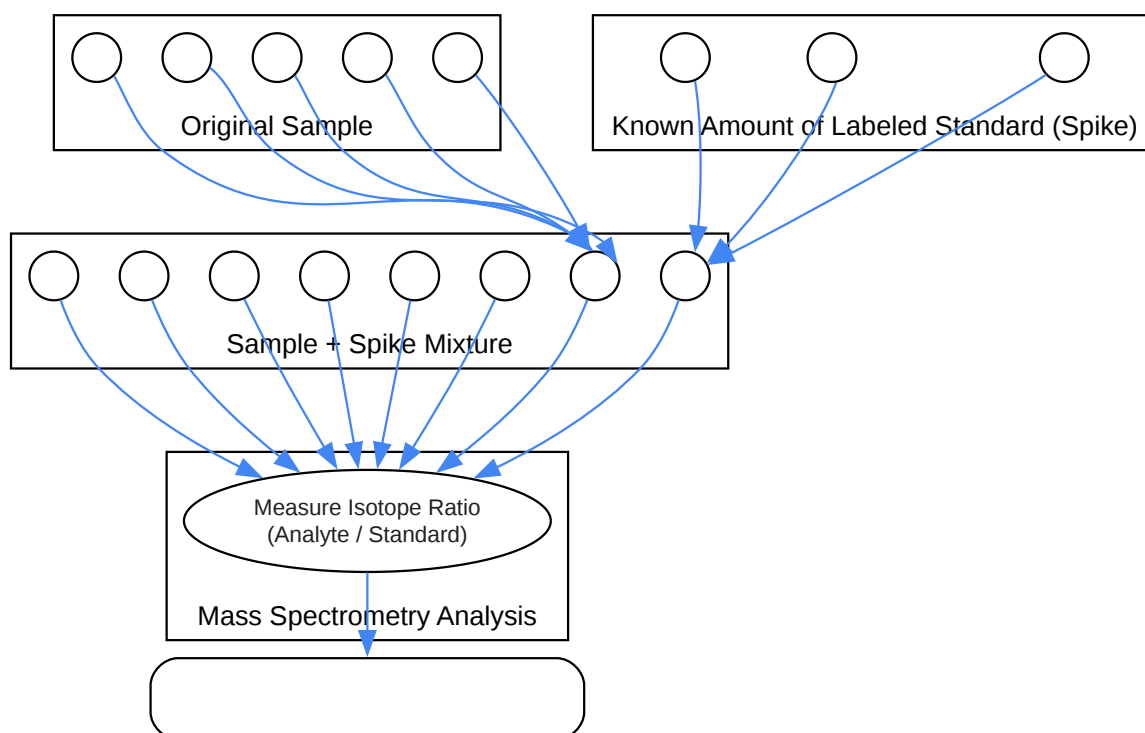 Original Sample
Known Amount of Labeled Standard (Spike)
Sample + Spike Mixture
Measure Isotope Ratio
(Analyte / Standard)
Mass Spectrometry Analysis